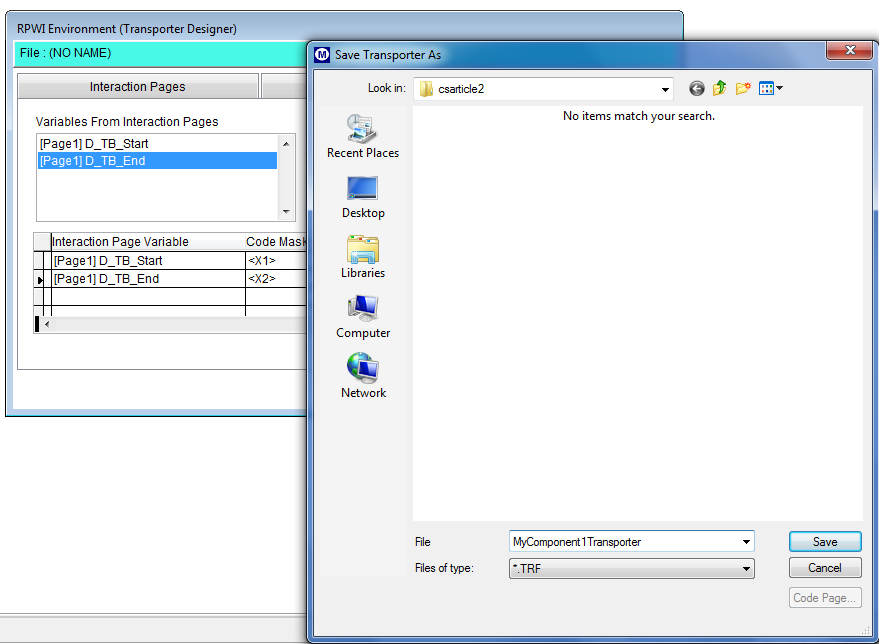 RPWI Environment (Transporter Designer)
File : (NO NAME)
Interaction Pages
Variables From Interaction Pages
[Page1] D_TB_Start
[Page1] D_TB_End
Interaction Page Variable Code Mask
[Page1] D_TB_Start <X1>
[Page1] D_TB_End <X2>
M Save Transporter As
Look in: csarticle2
No items match your search.
Recent Places
Desktop
Libraries
Computer
Network
File MyComponent1Transporter Save
Files of type: *.TRF Cancel
Code Page...